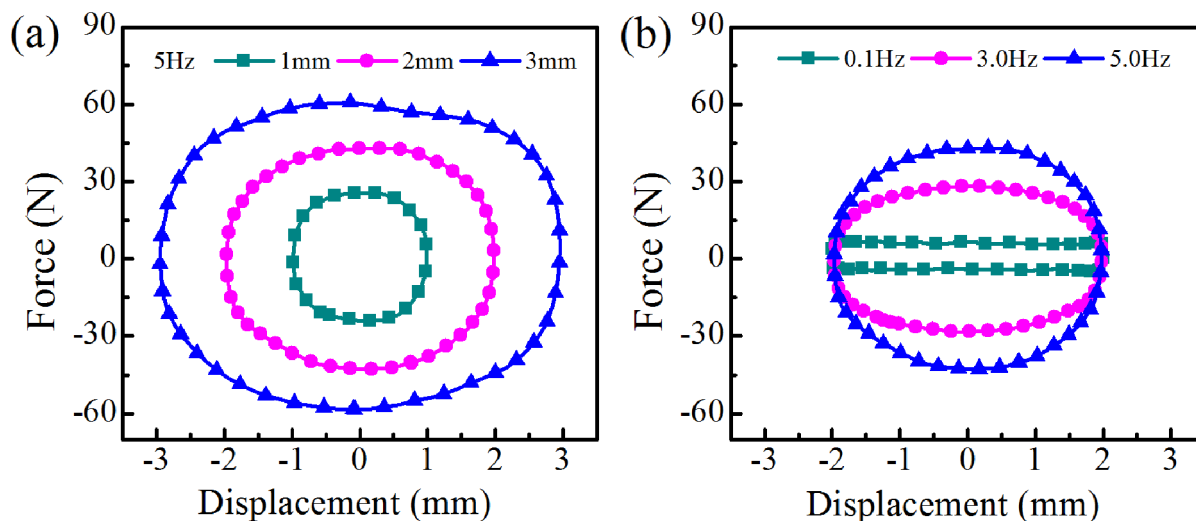 (a)
5Hz 1mm 2mm 3mm
90
60
30
0
-30
-60
Force (N)
-3 -2 -1 0 1 2 3
Displacement (mm)
(b)
0.1Hz 3.0Hz 5.0Hz
90
60
30
0
-30
-60
Force (N)
-3 -2 -1 0 1 2 3
Displacement (mm)